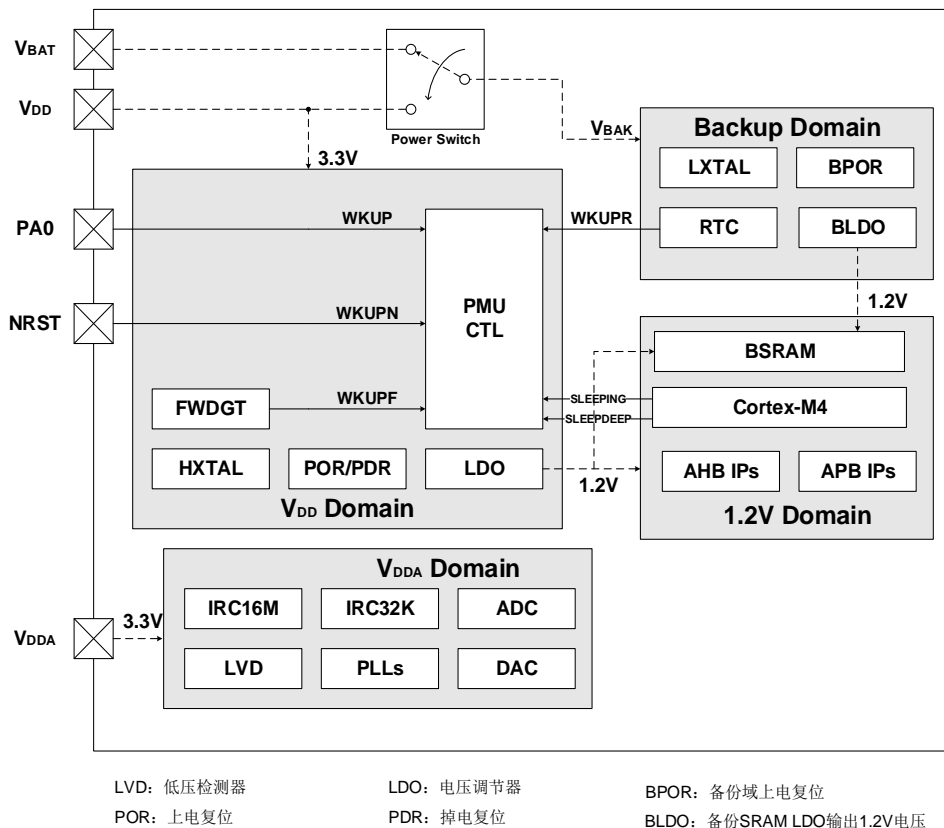 VBAT
VDD
Power Switch
VBAK
3.3V
Backup Domain
LXTAL
BPOR
RTC
BLDO
PA0
WKUP
WKUPR
PMU
CTL
1.2V
NRST
WKUPN
BSRAM
SLEEPING
Cortex-M4
SLEEPDEEP
FWDGT
WKUPF
HXTAL
POR/PDR
LDO
1.2V
AHB IPs
APB IPs
VDD Domain
1.2V Domain
VDDA Domain
IRC16M
IRC32K
ADC
VDDA
3.3V
LVD
PLLs
DAC
LVD：低压检测器
LDO：电压调节器
BPOR：备份域上电复位
POR：上电复位
PDR：掉电复位
BLDO：备份SRAM LDO输出1.2V电压